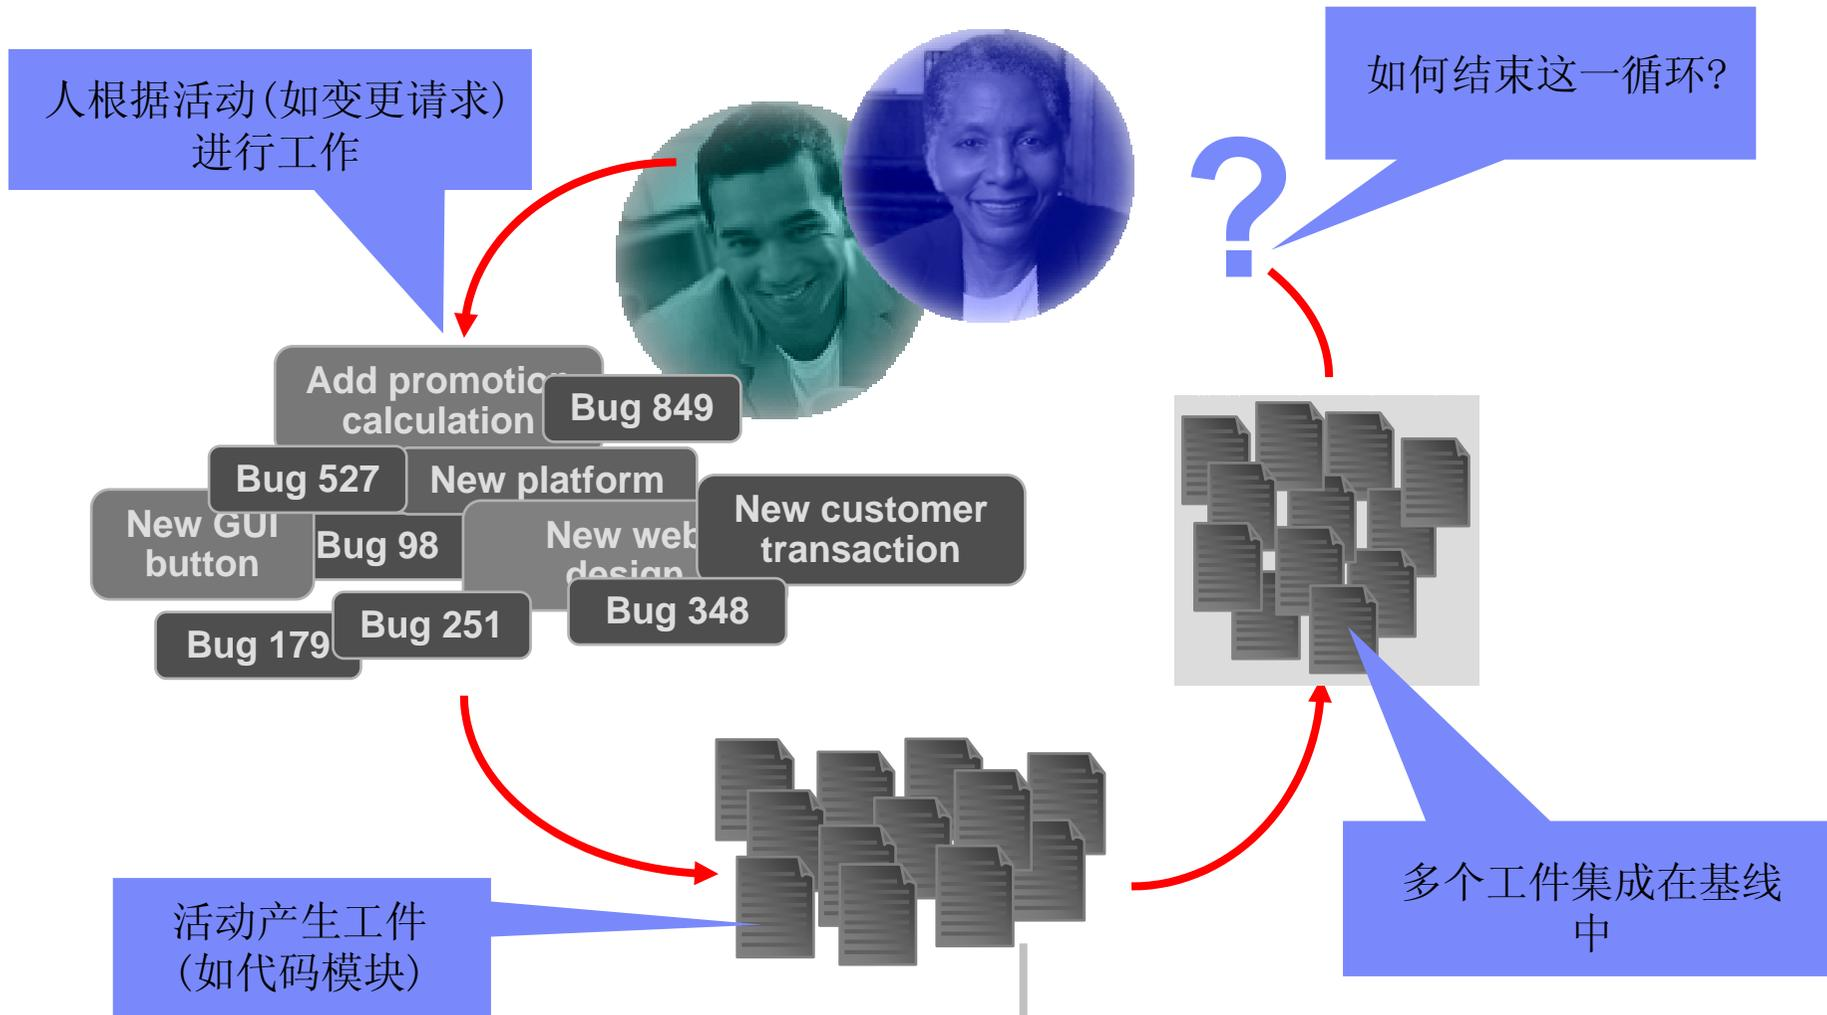 人根据活动(如变更请求)
进行工作
如何结束这一循环?
?
Add promotion
calculation
Bug 849
Bug 527
New platform
New GUI
button
Bug 98
New web
design
New customer
transaction
Bug 348
Bug 251
Bug 179
活动产生工件
(如代码模块)
多个工件集成在基线
中